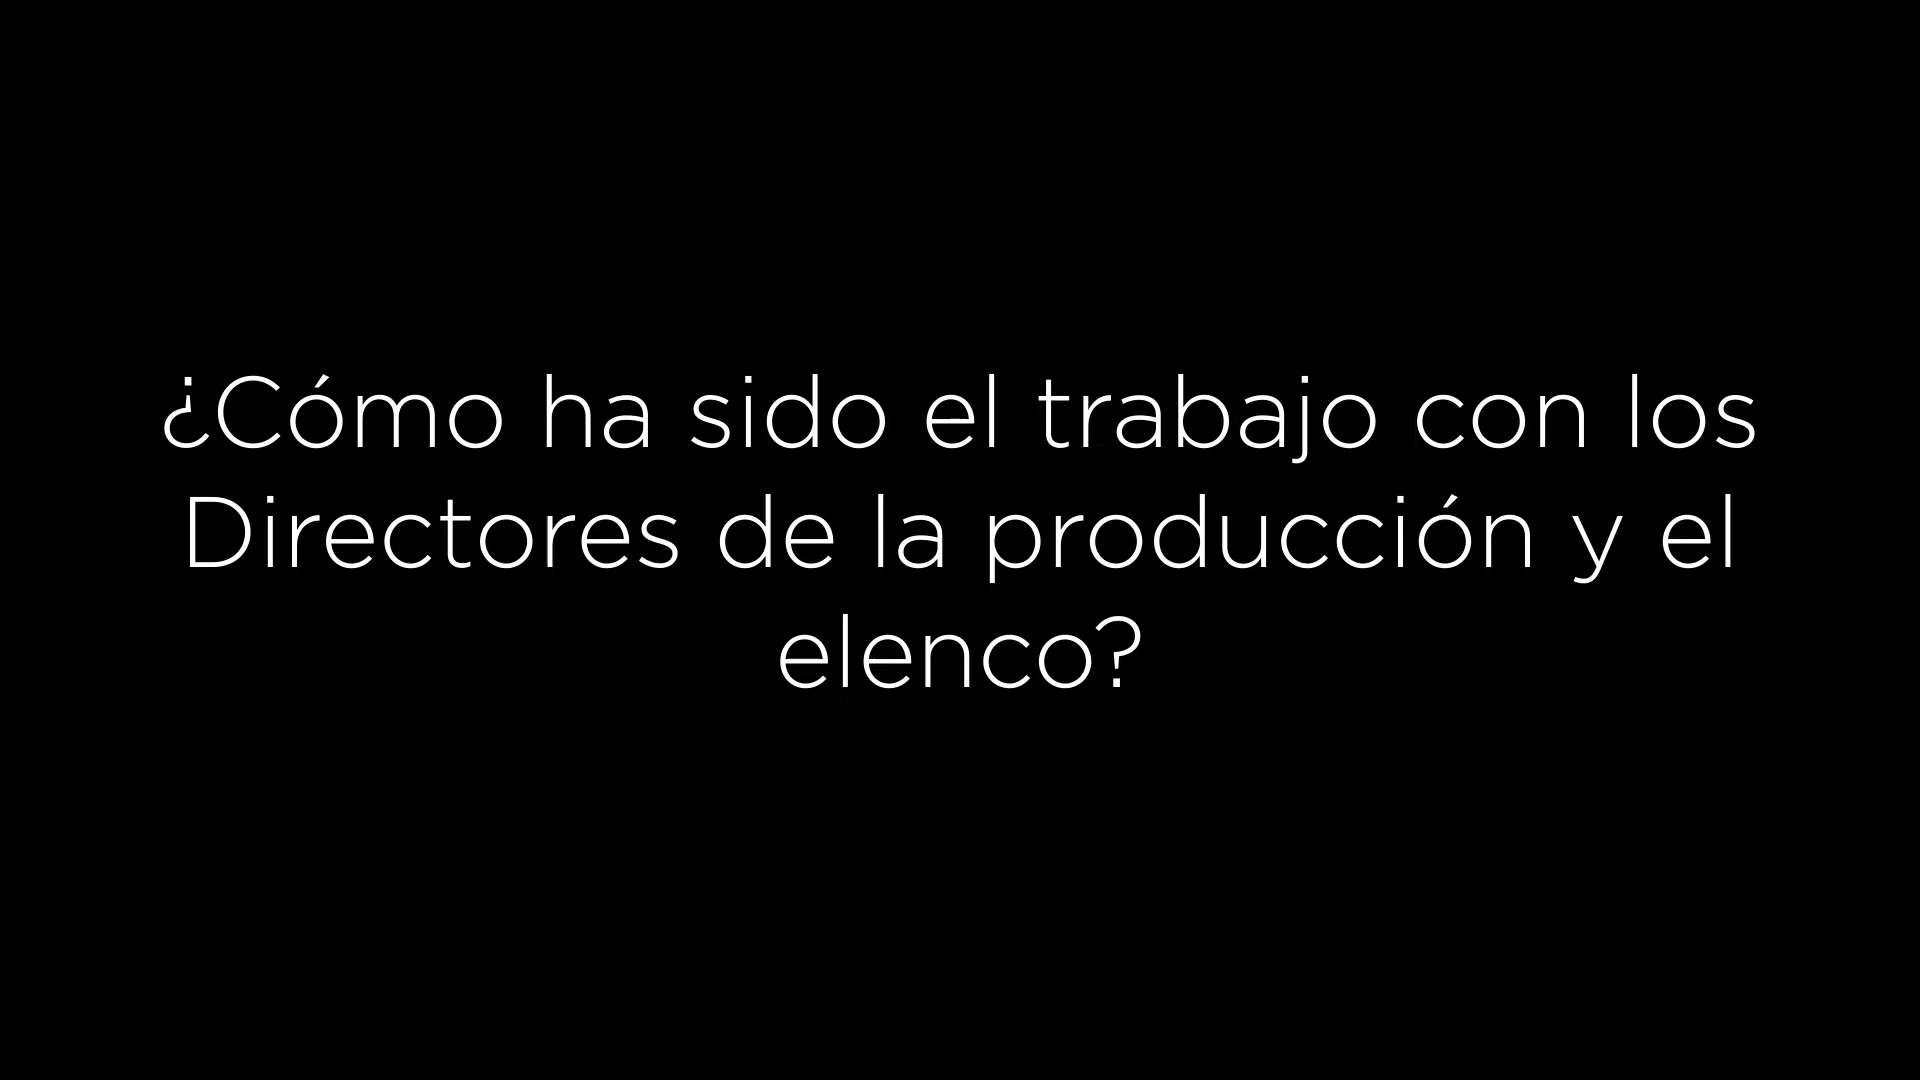 ¿Cómo ha sido el trabajo con los
Directores de la producción y el
elenco?